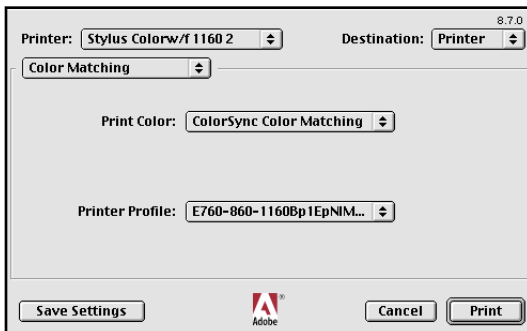 8.7.0
Printer: Stylus Colorw/f 1160 2 Destination: Printer
Color Matching
Print Color: ColorSync Color Matching
Printer Profile: E760-860-1160Bp1EpNIM...
Save Settings Adobe® Cancel Print